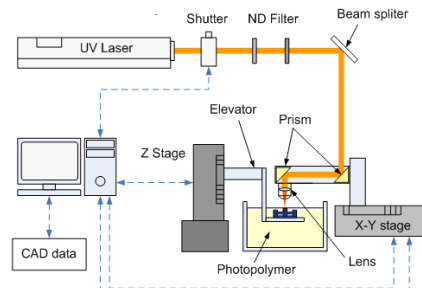 Shutter
ND Filter
Beam spliter
UV Laser
Elevator
Prism
Z Stage
CAD data
X-Y stage
Photopolymer
Lens